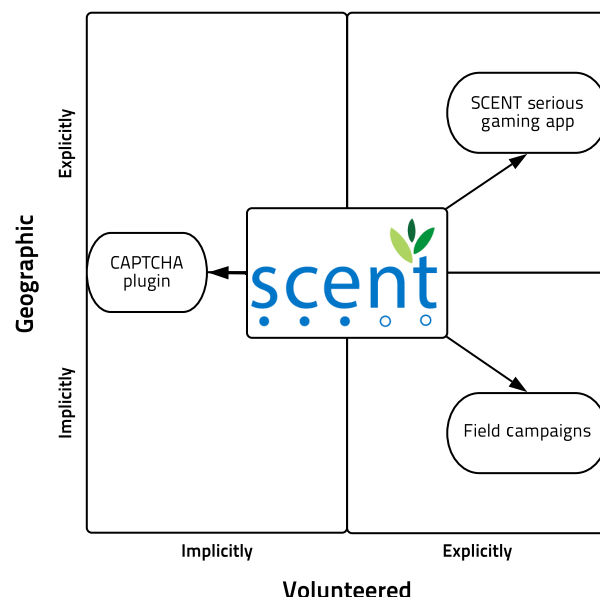 Geographic
Explicitly
Implicitly
SCENT serious
gaming app
CAPTCHA
plugin
scent
Field campaigns
Implicitly
Explicitly
Volunteered